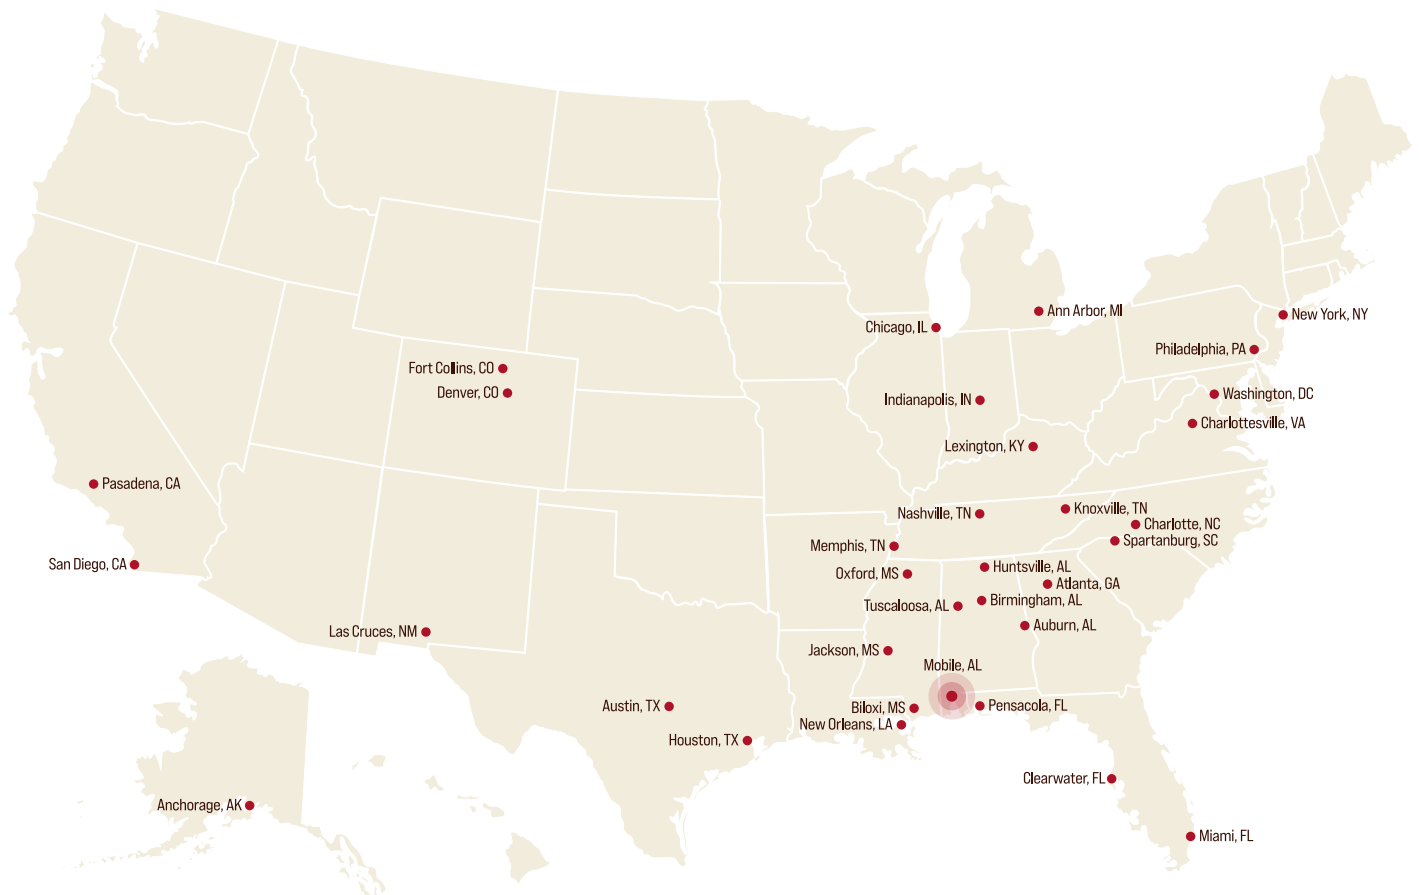 Ann Arbor, MI
New York, NY
Chicago, IL
Philadelphia, PA
Fort Collins, CO
Denver, CO
Washington, DC
Indianapolis, IN
Charlottesville, VA
Lexington, KY
Pasadena, CA
Knoxville, TN
Nashville, TN
Charlotte, NC
Spartanburg, SC
Memphis, TN
San Diego, CA
Huntsville, AL
Oxford, MS
Atlanta, GA
Birmingham, AL
Tuscaloosa, AL
Auburn, AL
Las Cruces, NM
Jackson, MS
Mobile, AL
Austin, TX
Biloxi, MS
Pensacola, FL
New Orleans, LA
Houston, TX
Clearwater, FL
Anchorage, AK
Miami, FL